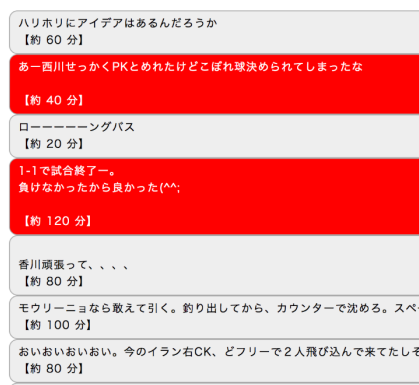 ハリホリにアイデアはあるんだろうか
【約 60 分】
あー西川せっかくPKとめれたけどこぼれ球決められてしまったな
【約 40 分】
ローーーーーングパス
【約 20 分】
1-1で試合終了ー。
負けなかったから良かった(^^;
【約 120 分】
香川頑張って、、、、
【約 80 分】
モウリーニョなら敢えて引く。釣り出してから、カウンターで沈めろ。スペ
【約 100 分】
おいおいおいおい。今のイラン右CK、どフリーで２人飛び込んで来てたしそ
【約 80 分】